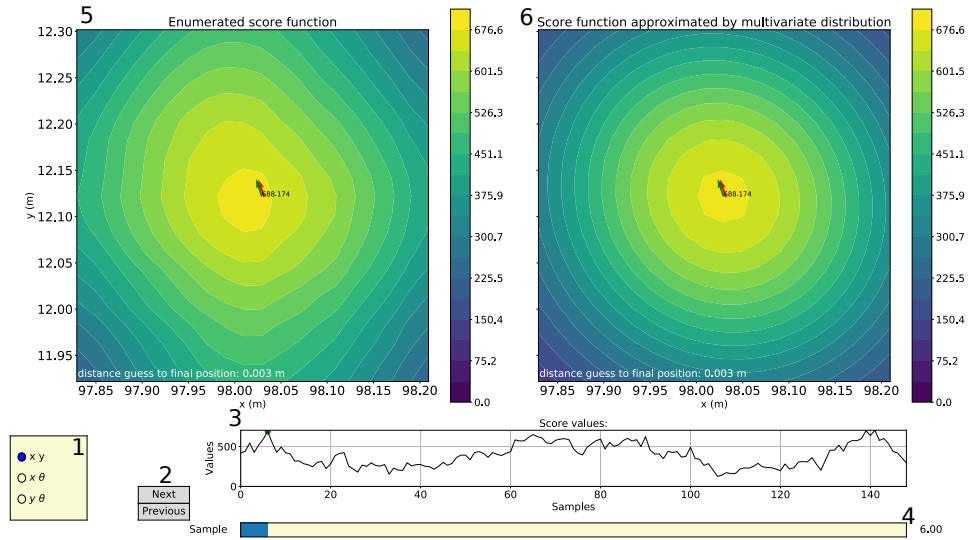 5
Enumerated score function
12.30
12.25
12.20
12.15
12.10
12.05
12.00
11.95
y (m)
688.174
distance guess to final position: 0.003 m
97.85 97.90 97.95 98.00 98.05 98.10 98.15 98.20
x (m)
676.6
601.5
526.3
451.1
375.9
300.7
225.5
150.4
75.2
0.0
6
Score function approximated by multivariate distribution
688.174
distance guess to final position: 0.003 m
97.85 97.90 97.95 98.00 98.05 98.10 98.15 98.20
x (m)
676.6
601.5
526.3
451.1
375.9
300.7
225.5
150.4
75.2
0.0
1
x y
x θ
y θ
2
Next
Previous
3
Score values:
Values
500
0
0 20 40 60 80 100 120 140
Samples
4
Sample
6.00